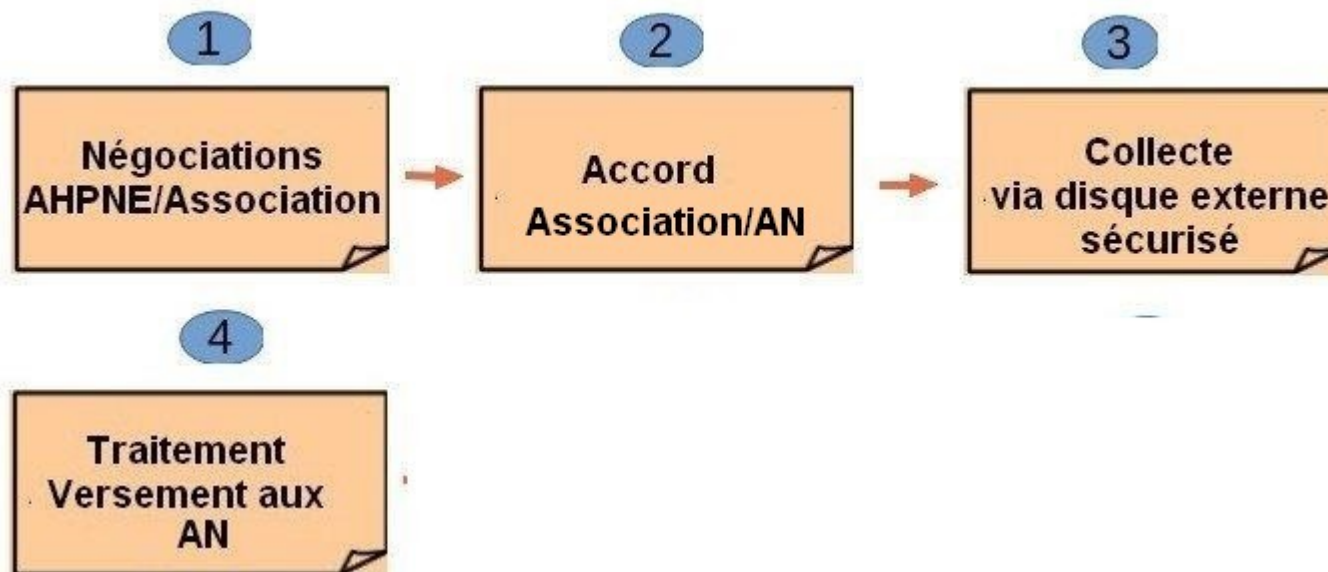 1
Négociations
AHPNE/Association
2
Accord
Association/AN
3
Collecte
via disque externe
sécurisé
4
Traitement
Versement aux
AN